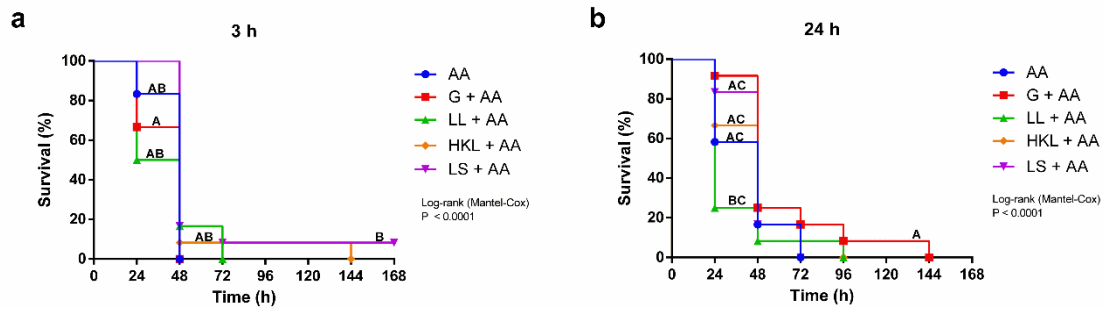 a
3 h
100
80
60
40
20
0
Survival (%)
AB
A
AB
AB
B
0 24 48 72 96 120 144 168
Time (h)
AA
G + AA
LL + AA
HKL + AA
LS + AA
Log-rank (Mantel-Cox)
P < 0.0001
b
24 h
100
80
60
40
20
0
Survival (%)
AC
AC
AC
BC
A
0 24 48 72 96 120 144 168
Time (h)
AA
G + AA
LL + AA
HKL + AA
LS + AA
Log-rank (Mantel-Cox)
P < 0.0001